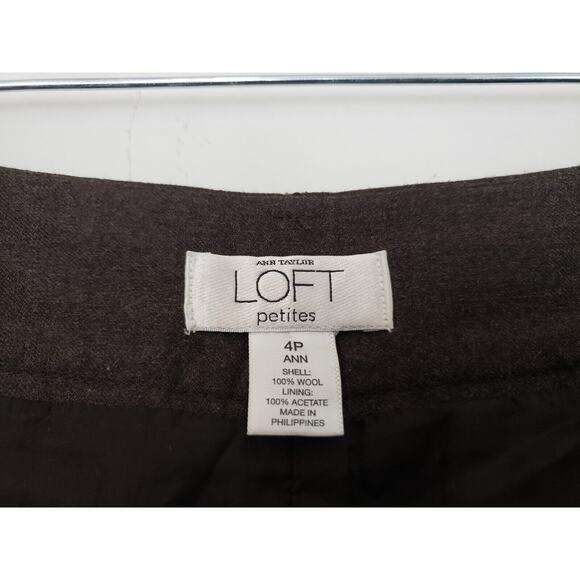 ANN TAYLOR
LOFT
petites
4P
ANN
SHELL:
100% WOOL
LINING:
100% ACETATE
MADE IN
PHILIPPINES